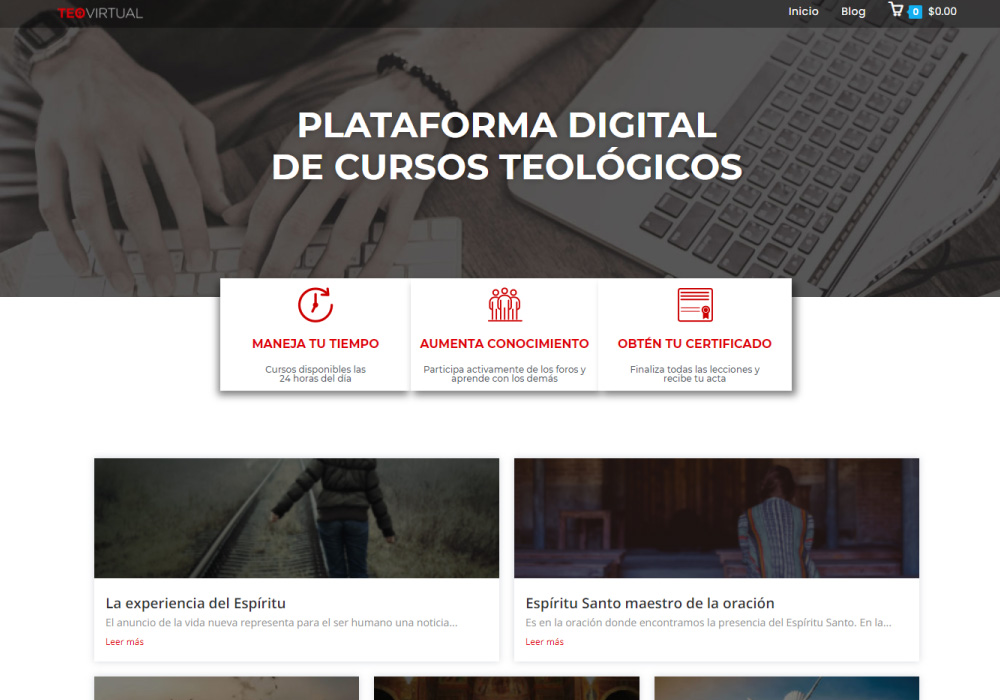 TEOVIRTUAL
Inicio Blog 0 $0.00
PLATAFORMA DIGITAL
DE CURSOS TEOLÓGICOS
MANEJA TU TIEMPO
Cursos disponibles las
24 horas del día
AUMENTA CONOCIMIENTO
Participa activamente de los foros y
aprende con los demás
OBTÉN TU CERTIFICADO
Finaliza todas las lecciones y
recibe tu acta
La experiencia del Espíritu
El anuncio de la vida nueva representa para el ser humano una noticia...
Leer más
Espíritu Santo maestro de la oración
Es en la oración donde encontramos la presencia del Espíritu Santo. En la...
Leer más